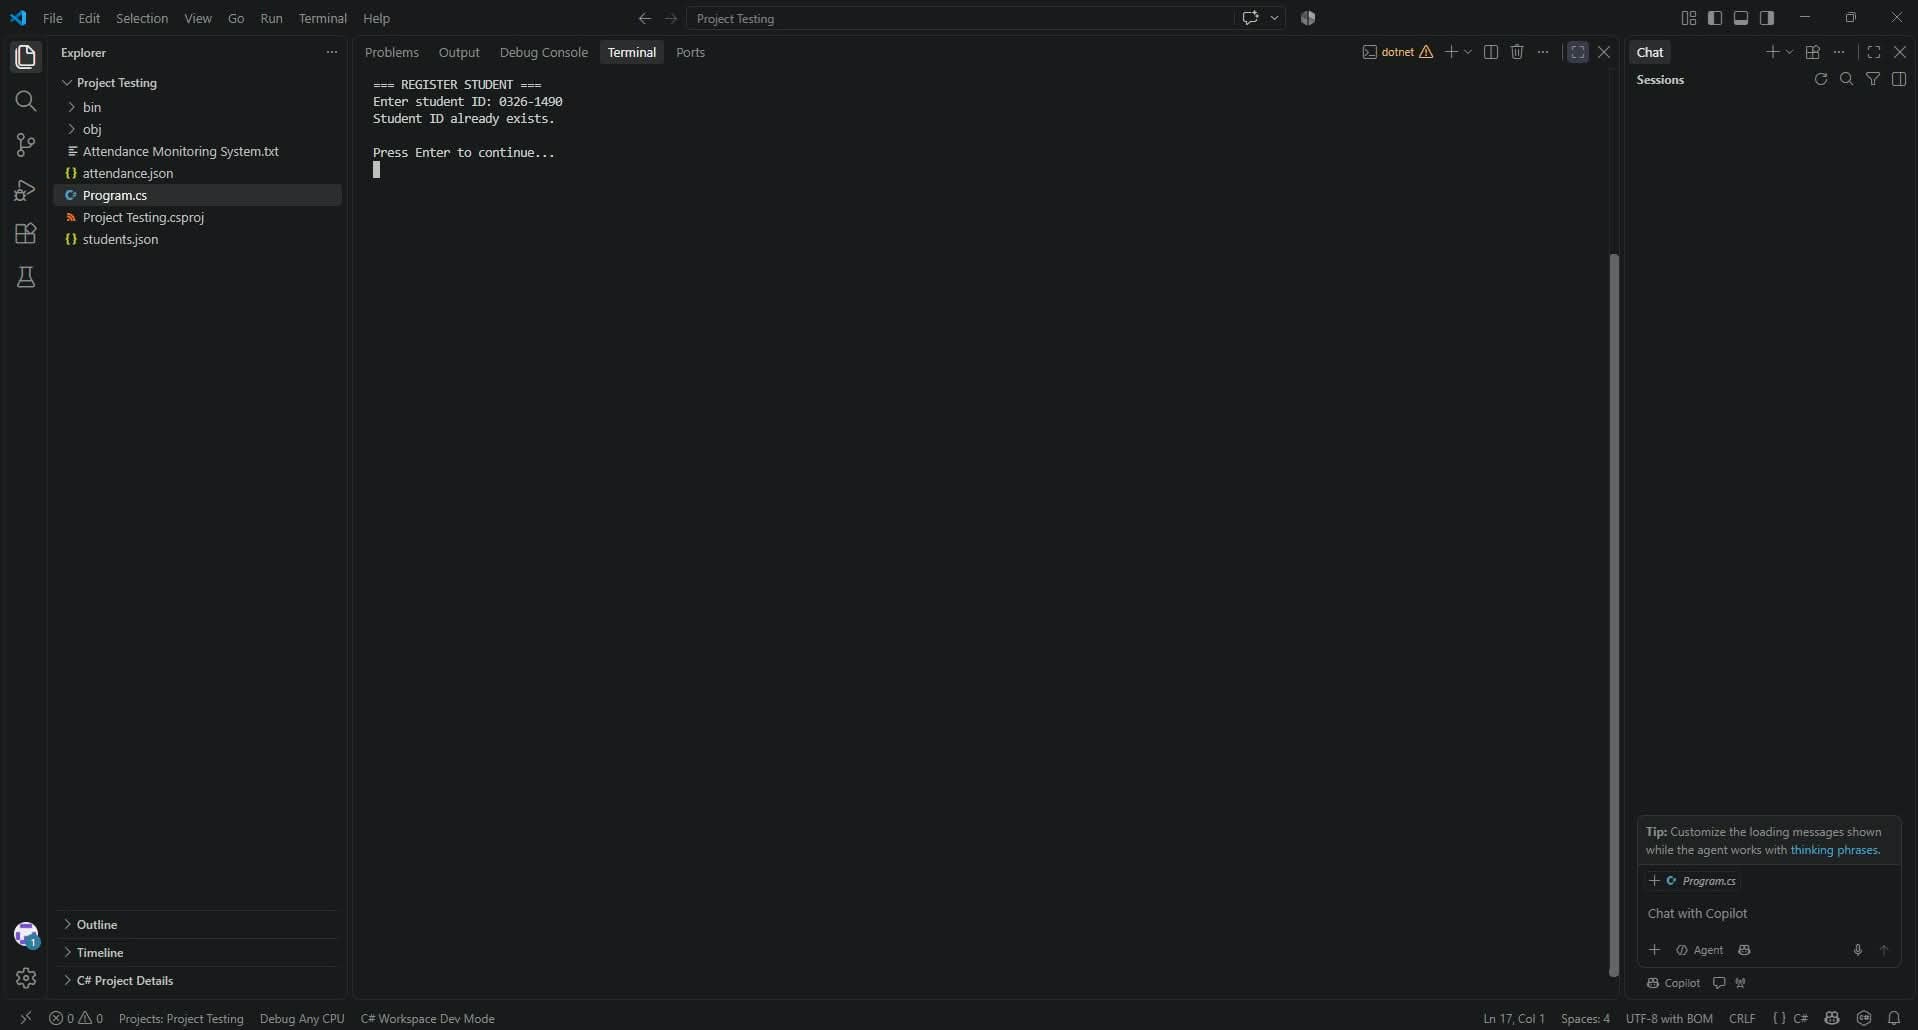 File Edit Selection View Go Run Terminal Help
Project Testing
Explorer
Project Testing
bin
obj
Attendance Monitoring System.txt
attendance.json
Program.cs
Project Testing.csproj
students.json
Outline
Timeline
C# Project Details
Problems Output Debug Console Terminal Ports
dotnet
=== REGISTER STUDENT ===
Enter student ID: 0326-1490
Student ID already exists.
Press Enter to continue...
Chat
Sessions
Tip: Customize the loading messages shown
while the agent works with thinking phrases.
Program.cs
Chat with Copilot
Agent
Copilot
1
0 0 Projects: Project Testing Debug Any CPU C# Workspace Dev Mode
Ln 17, Col 1 Spaces: 4 UTF-8 with BOM CRLF { } C#